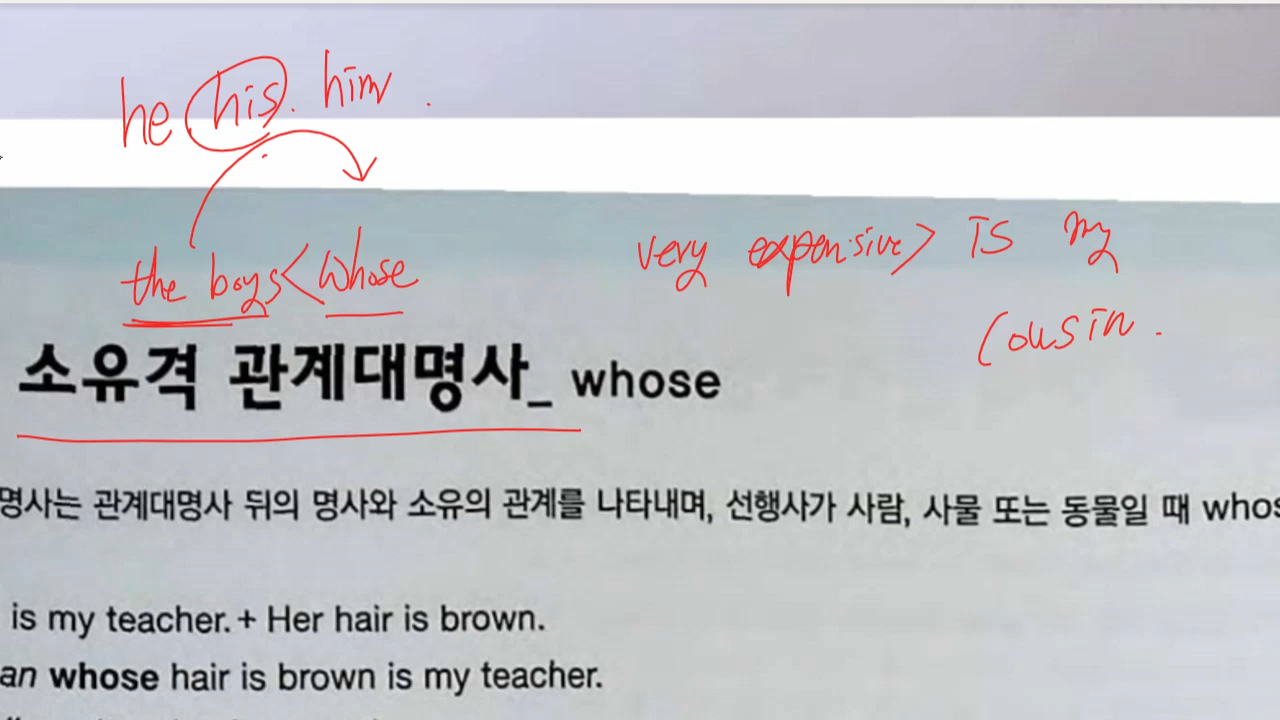 he his. him.
the boys < whose very expensive > is my
cousin.
소유격 관계대명사_ whose
명사는 관계대명사 뒤의 명사와 소유의 관계를 나타내며, 선행사가 사람, 사물 또는 동물일 때 whos
is my teacher. + Her hair is brown.
an whose hair is brown is my teacher.